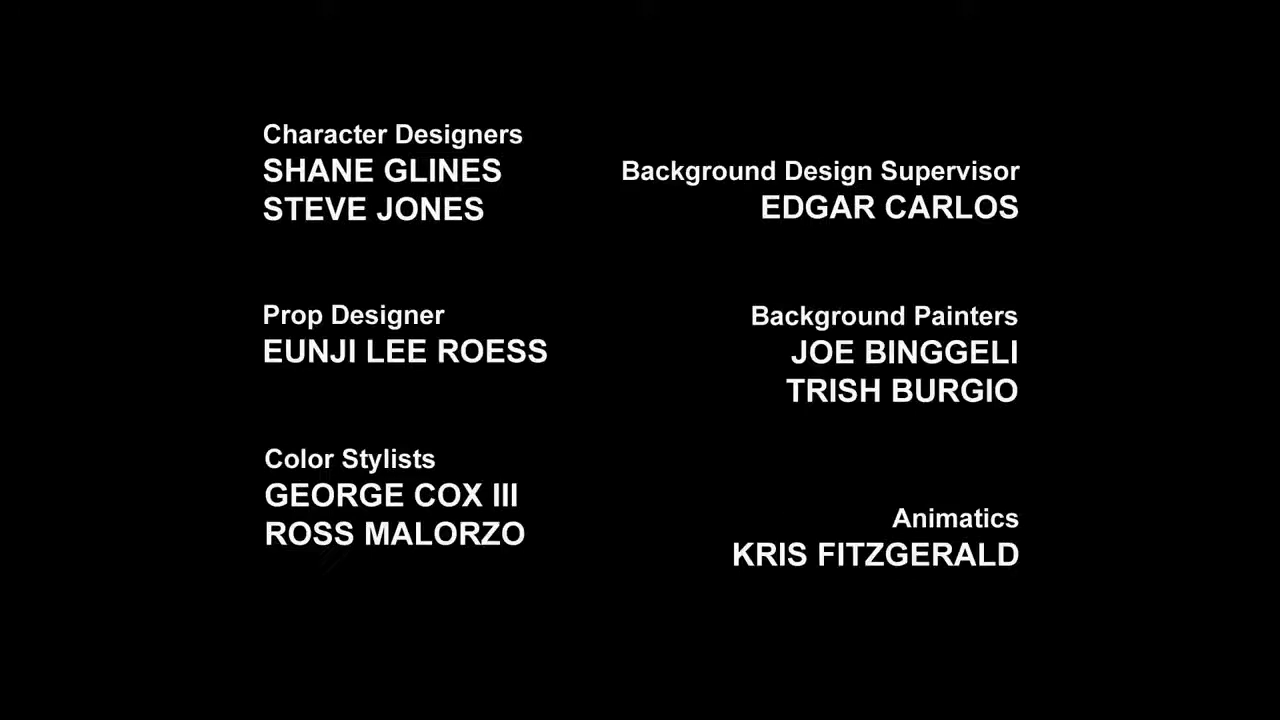 Character Designers
SHANE GLINES
STEVE JONES
Prop Designer
EUNJI LEE ROESS
Color Stylists
GEORGE COX III
ROSS MALORZO
Background Design Supervisor
EDGAR CARLOS
Background Painters
JOE BINGGELI
TRISH BURGIO
Animatics
KRIS FITZGERALD